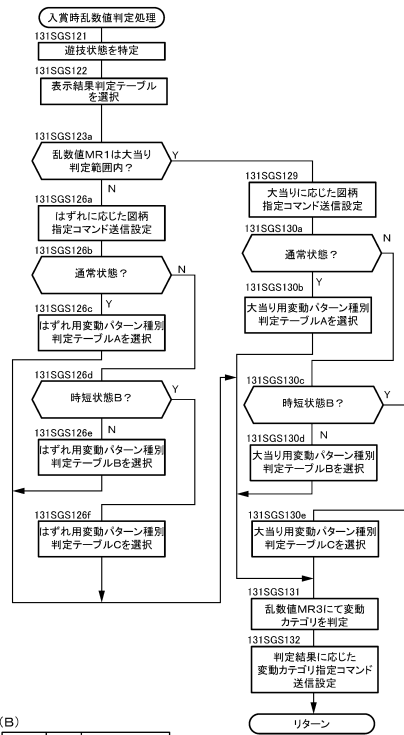 入賞時乱数値判定処理
131SGS121
遊技状態を特定
131SGS122
表示結果判定テーブル
を選択
131SGS123a
乱数値MR1は大当り
判定範囲内?
Y
N
131SGS126a
はずれに応じた図柄
指定コマンド送信設定
131SGS126b
通常状態?
N
Y
131SGS126c
はずれ用変動パターン種別
判定テーブルAを選択
131SGS126d
時短状態B?
Y
N
131SGS126e
はずれ用変動パターン種別
判定テーブルBを選択
131SGS126f
はずれ用変動パターン種別
判定テーブルCを選択
131SGS129
大当りに応じた図柄
指定コマンド送信設定
131SGS130a
通常状態?
N
Y
131SGS130b
大当り用変動パターン種別
判定テーブルAを選択
131SGS130c
時短状態B?
Y
N
131SGS130d
大当り用変動パターン種別
判定テーブルBを選択
131SGS130e
大当り用変動パターン種別
判定テーブルCを選択
131SGS131
乱数値MR3にて変動
カテゴリを判定
131SGS132
判定結果に応じた
変動カテゴリ指定コマンド
送信設定
リターン
(B)